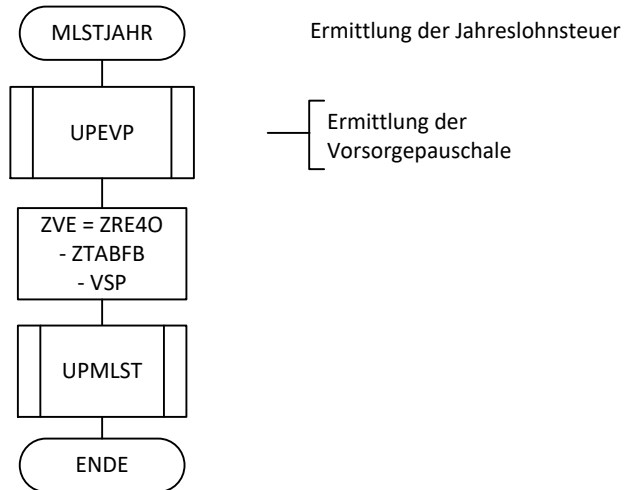 MLSTJAHR
Ermittlung der Jahreslohnsteuer
UPEVP
Ermittlung der
Vorsorgepauschale
ZVE = ZRE4O
- ZTABFB
- VSP
UPMLST
ENDE